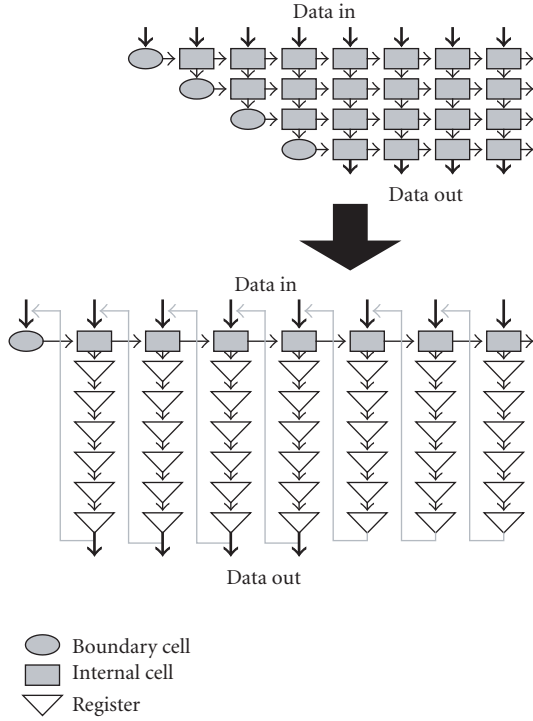 Data in
Data out
Data in
Data out
Boundary cell
Internal cell
Register